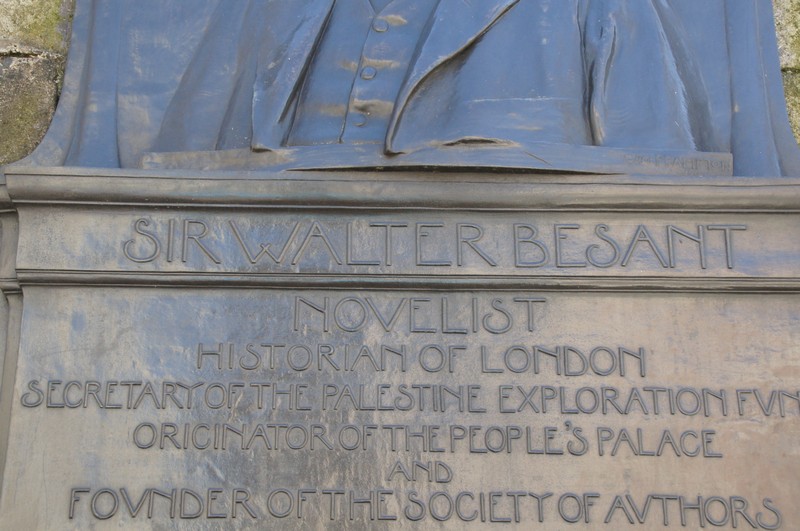 SIR WALTER BESANT
NOVELIST
HISTORIAN OF LONDON
SECRETARY OF THE PALESTINE EXPLORATION FVN
ORIGINATOR OF THE PEOPLE'S PALACE
AND
FOVNDER OF THE SOCIETY OF AVTHORS